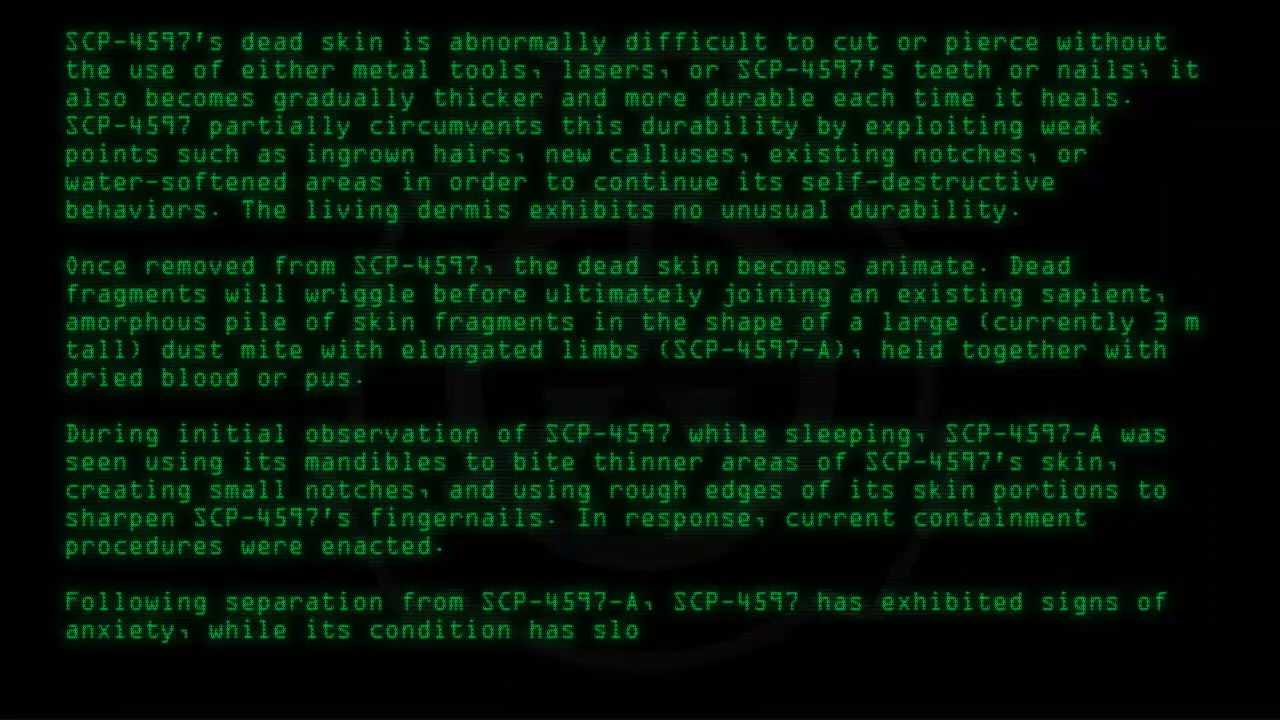 SCP-4597's dead skin is abnormally difficult to cut or pierce without
the use of either metal tools, lasers, or SCP-4597's teeth or nails; it
also becomes gradually thicker and more durable each time it heals.
SCP-4597 partially circumvents this durability by exploiting weak
points such as ingrown hairs, new calluses, existing notches, or
water-softened areas in order to continue its self-destructive
behaviors. The living dermis exhibits no unusual durability.
Once removed from SCP-4597, the dead skin becomes animate. Dead
fragments will wriggle before ultimately joining an existing sapient,
amorphous pile of skin fragments in the shape of a large (currently 3 m
tall) dust mite with elongated limbs (SCP-4597-A), held together with
dried blood or pus.
During initial observation of SCP-4597 while sleeping, SCP-4597-A was
seen using its mandibles to bite thinner areas of SCP-4597's skin,
creating small notches, and using rough edges of its skin portions to
sharpen SCP-4597's fingernails. In response, current containment
procedures were enacted.
Following separation from SCP-4597-A, SCP-4597 has exhibited signs of
anxiety, while its condition has slo